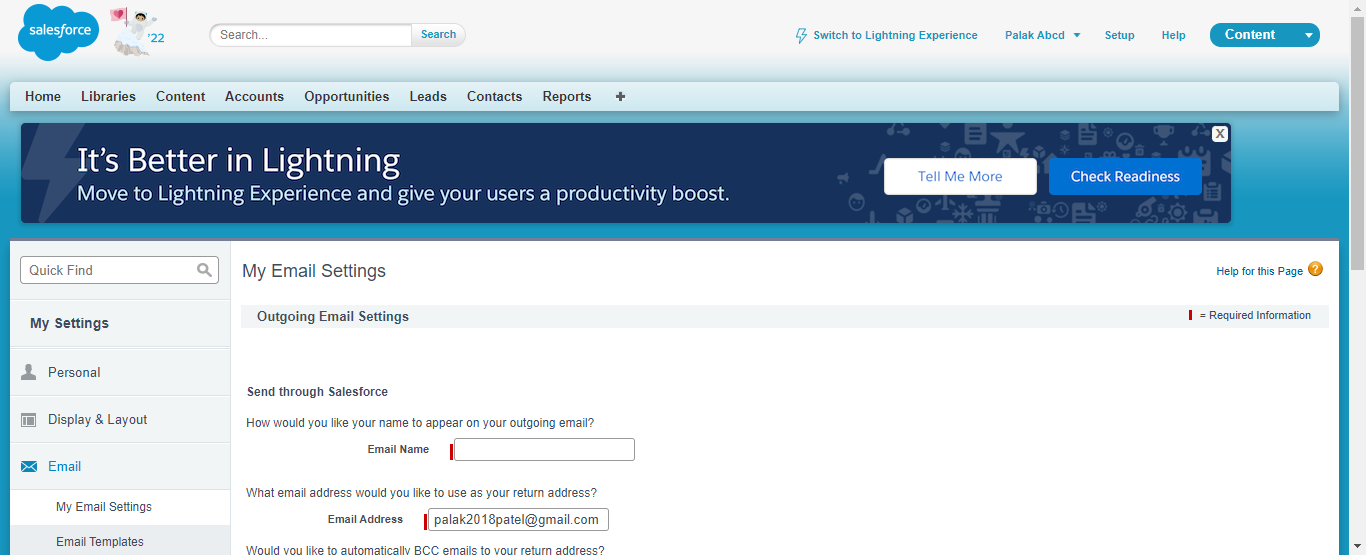 salesforce
'22
Search...
Search
Switch to Lightning Experience
Palak Abcd
Setup
Help
Content
Home Libraries Content Accounts Opportunities Leads Contacts Reports +
It's Better in Lightning
Move to Lightning Experience and give your users a productivity boost.
Tell Me More
Check Readiness
X
Quick Find
My Settings
Personal
Display & Layout
Email
My Email Settings
Email Templates
My Email Settings
Help for this Page ?
Outgoing Email Settings
= Required Information
Send through Salesforce
How would you like your name to appear on your outgoing email?
Email Name
What email address would you like to use as your return address?
Email Address palak2018patel@gmail.com
Would you like to automatically BCC emails to your return address?